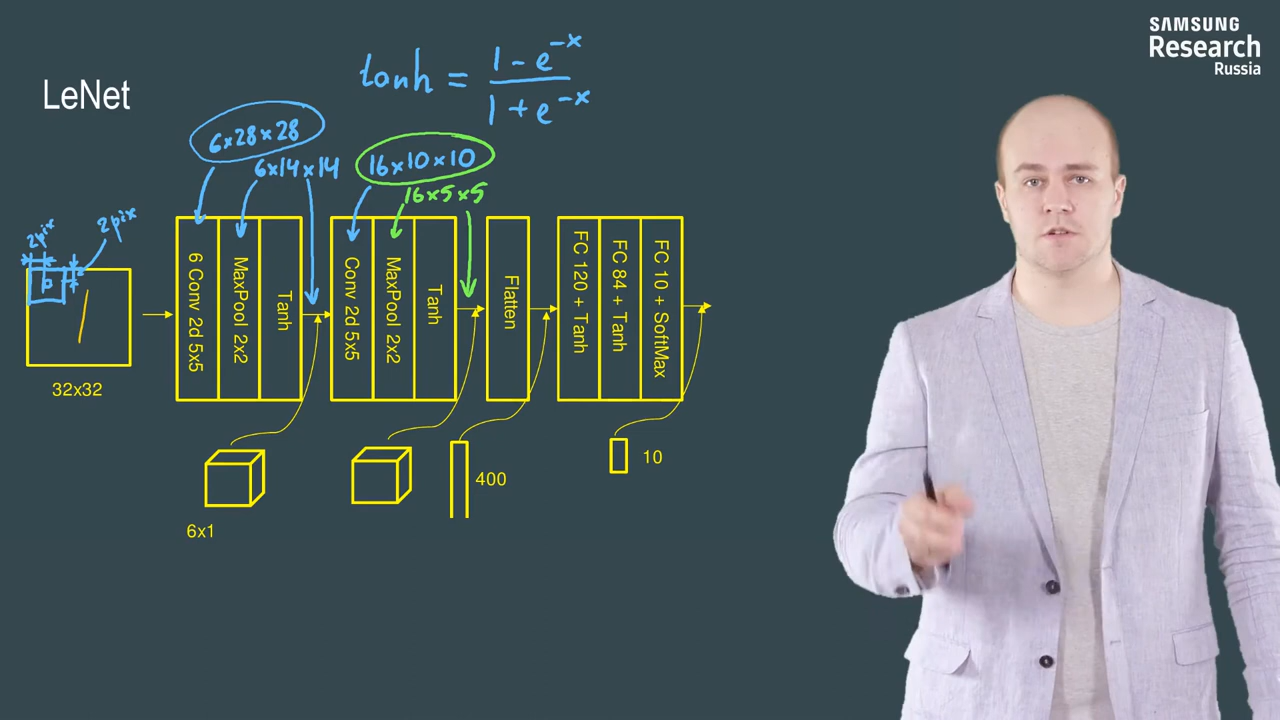 SAMSUNG
Research
Russia
LeNet
tanh = 1 - e^-x
1 + e^-x
6x28x28
6x14x14
16x10x10
16x5x5
2pix
2pix
32x32
6 Conv 2d 5x5
MaxPool 2x2
Tanh
Conv 2d 5x5
MaxPool 2x2
Tanh
Flatten
FC 120 + Tanh
FC 84 + Tanh
FC 10 + SoftMax
6x1
400
10